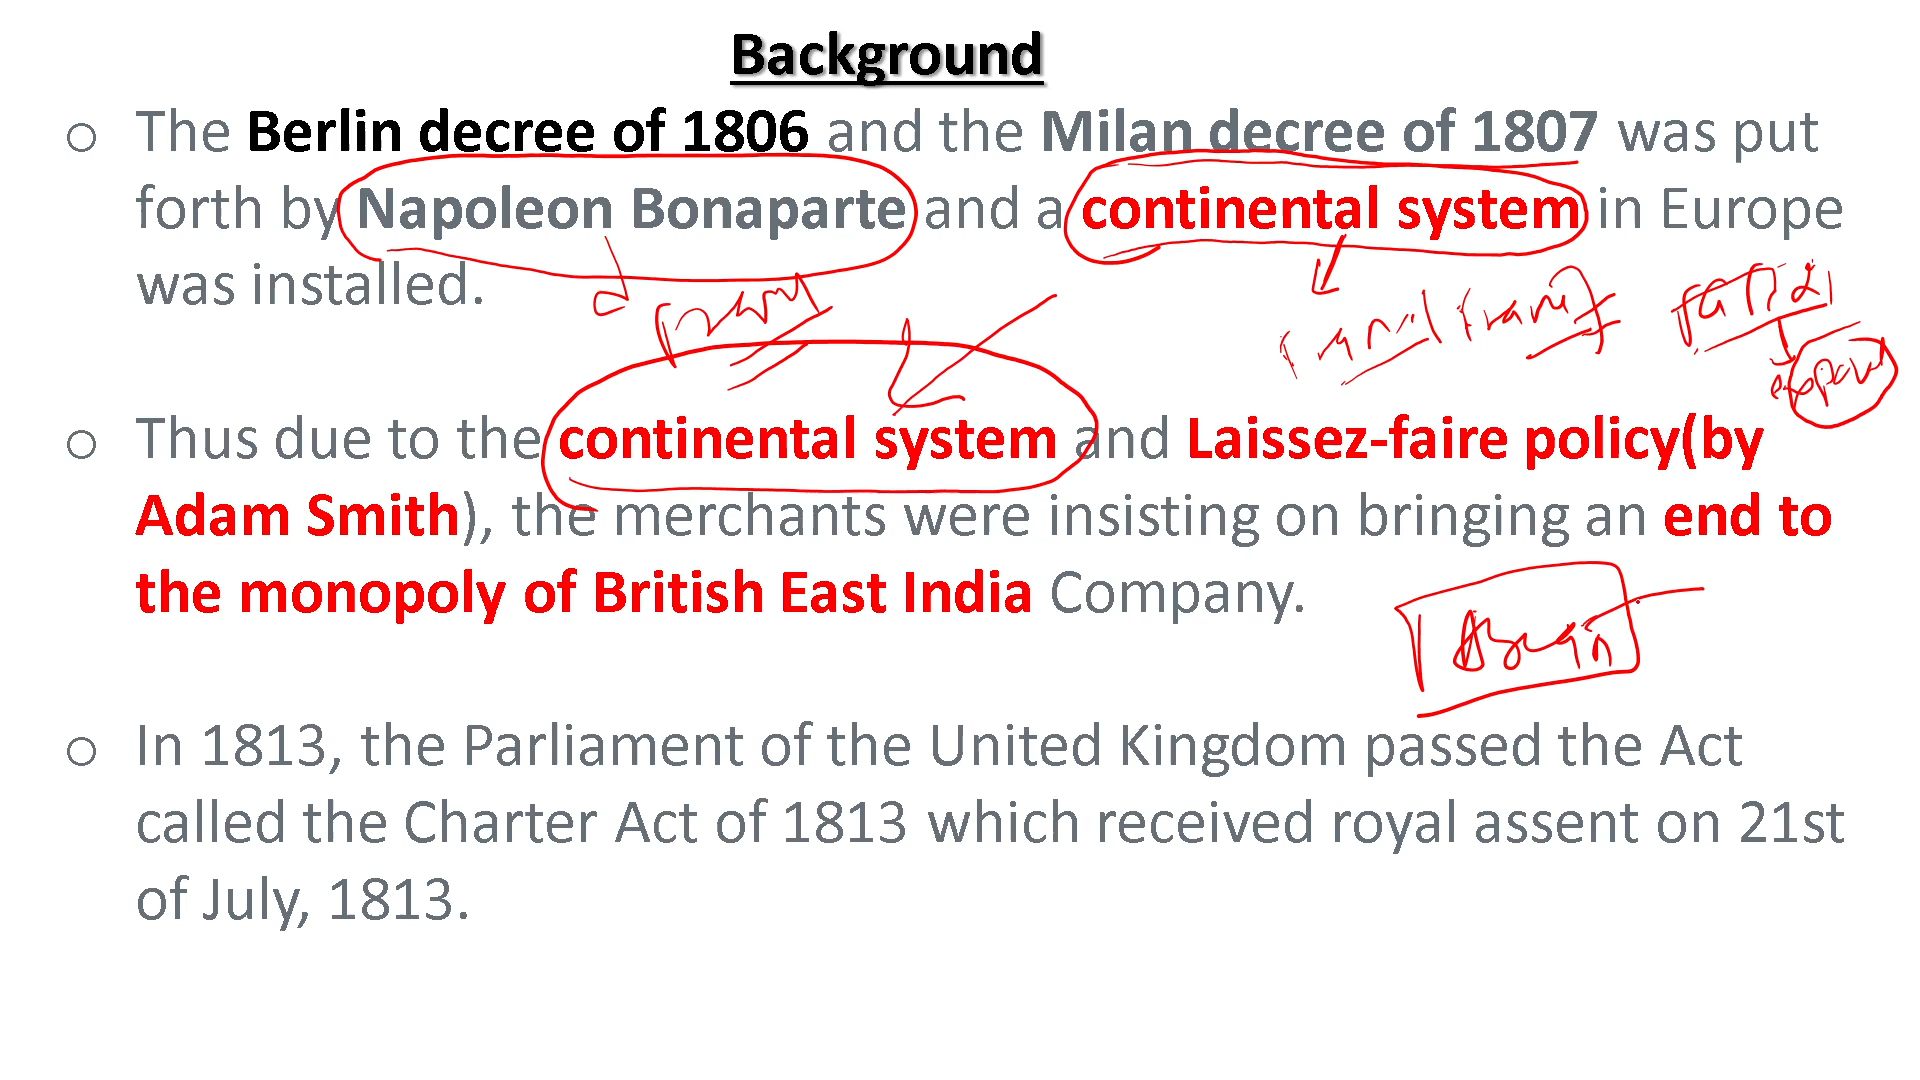 Background
○ The Berlin decree of 1806 and the Milan decree of 1807 was put
forth by Napoleon Bonaparte and a continental system in Europe
was installed.
○ Thus due to the continental system and Laissez-faire policy(by
Adam Smith), the merchants were insisting on bringing an end to
the monopoly of British East India Company.
○ In 1813, the Parliament of the United Kingdom passed the Act
called the Charter Act of 1813 which received royal assent on 21st
of July, 1813.